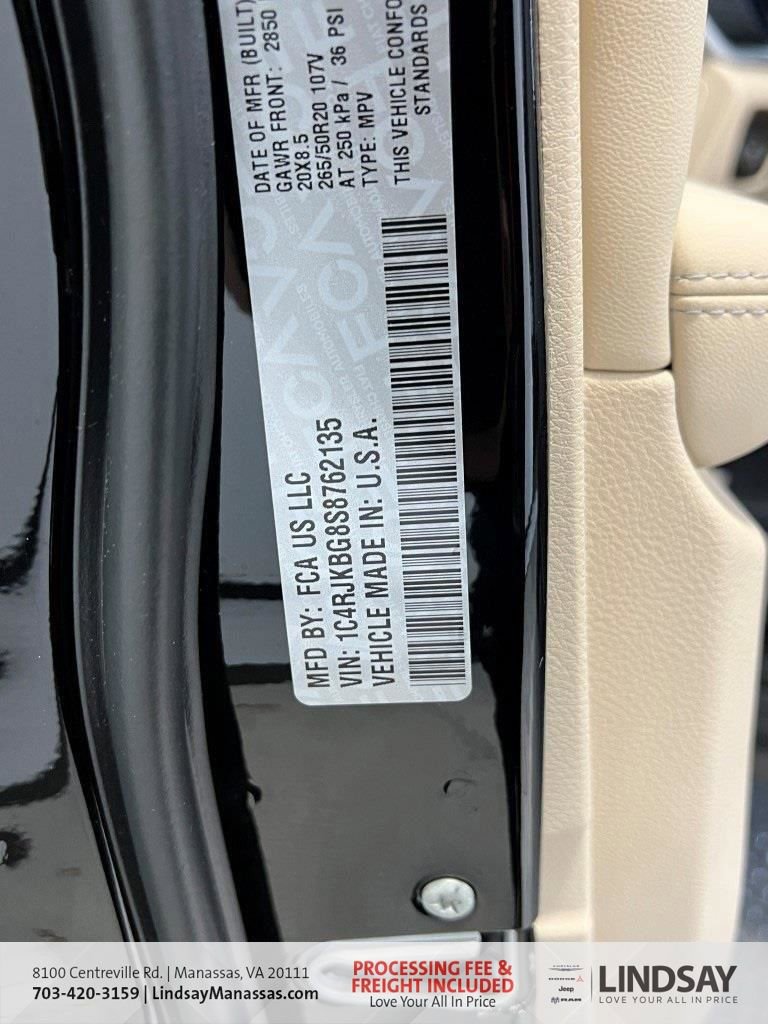 MFD BY: FCA US LLC
VIN: 1C4RJKBG8S8762135
VEHICLE MADE IN: U.S.A.
DATE OF MFR (BUILT)
GAWR FRONT: 2850
20X8.5
265/50R20 107V
AT 250 kPa / 36 PSI
TYPE: MPV
THIS VEHICLE CONFO
STANDARDS
8100 Centreville Rd. | Manassas, VA 20111
703-420-3159 | LindsayManassas.com
PROCESSING FEE &
FREIGHT INCLUDED
Love Your All In Price
CHRYSLER
DODGE
Jeep
RAM
LINDSAY
LOVE YOUR ALL IN PRICE